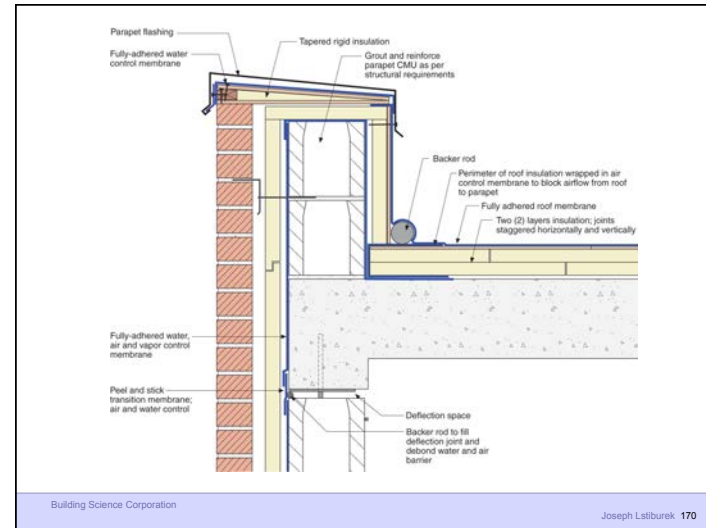 Parapet flashing
Fully-adhered water
control membrane
Tapered rigid insulation
Grout and reinforce
parapet CMU as per
structural requirements
Backer rod
Perimeter of roof insulation wrapped in air
control membrane to block airflow from roof
to parapet
Fully adhered roof membrane
Two (2) layers insulation; joints
staggered horizontally and vertically
Fully-adhered water,
air and vapor control
membrane
Peel and stick
transition membrane;
air and water control
Deflection space
Backer rod to fill
deflection joint and
debond water and air
barrier
Building Science Corporation
Joseph Lstiburek 170